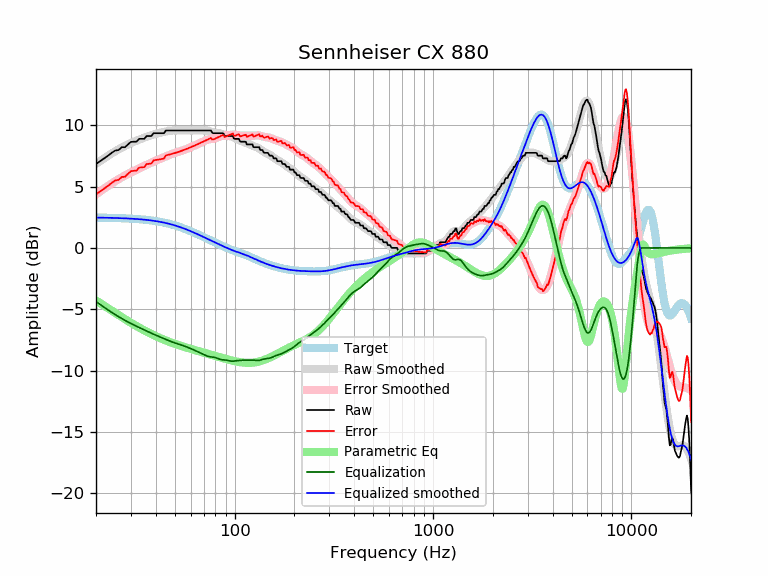 Sennheiser CX 880
Amplitude (dBr)
10
5
0
−5
−10
−15
−20
Target
Raw Smoothed
Error Smoothed
Raw
Error
Parametric Eq
Equalization
Equalized smoothed
100 1000 10000
Frequency (Hz)